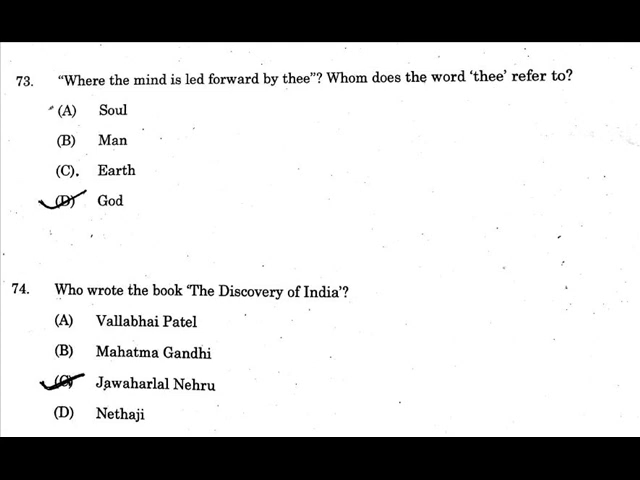 73. "Where the mind is led forward by thee"? Whom does the word 'thee' refer to?
(A) Soul
(B) Man
(C). Earth
(D) God
74. Who wrote the book 'The Discovery of India'?
(A) Vallabhai Patel
(B) Mahatma Gandhi
(C) Jawaharlal Nehru
(D) Nethaji